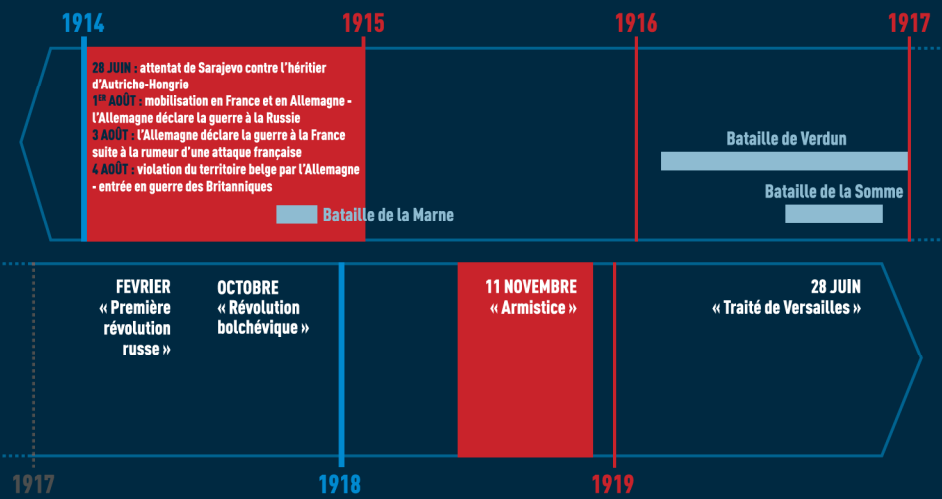 1914
1915
1916
1917
28 JUIN : attentat de Sarajevo contre l'héritier
d'Autricho-Hongrio
1ER AOÛT : mobilisation en France et en Allemagne -
l'Allemagne déclare la guerre à la Russie
3 AOÛT : l'Allemagne déclare la guerre à la France
suite à la rumeur d'une attaque française
4 AOÛT : violation du territoire belge par l'Allemagne
- entrée en guerre des Britanniques
Bataille de la Marne
Bataille de Verdun
Bataille de la Somme
FEVRIER
« Première
révolution
russe »
OCTOBRE
« Révolution
bolchévique »
11 NOVEMBRE
« Armistice »
28 JUIN
« Traité de Versailles »
1917
1918
1919